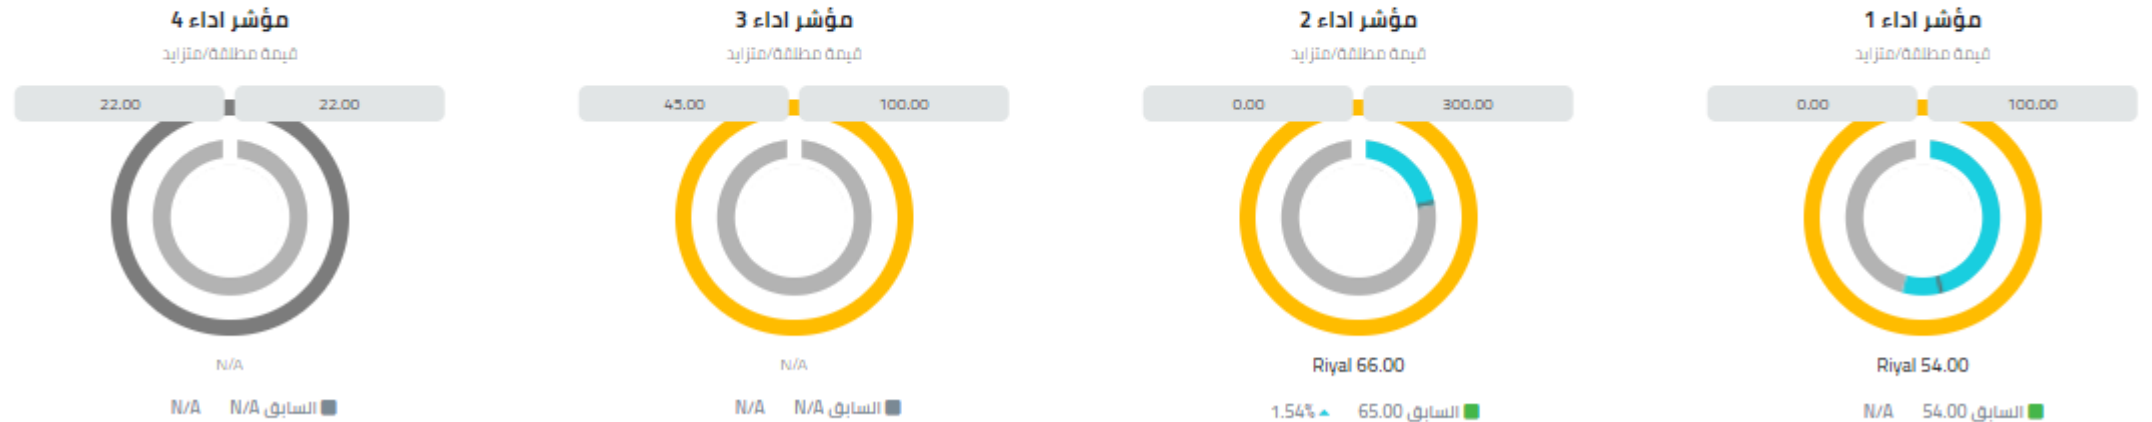 مؤشر اداء 1
قيمة مطلقة/متزايد
0.00
100.00
Riyal 54.00
السابق 54.00
N/A
مؤشر اداء 2
قيمة مطلقة/متزايد
0.00
300.00
Riyal 66.00
السابق 65.00
1.54%
مؤشر اداء 3
قيمة مطلقة/متزايد
45.00
100.00
N/A
السابق N/A
N/A
مؤشر اداء 4
قيمة مطلقة/متزايد
22.00
22.00
N/A
السابق N/A
N/A